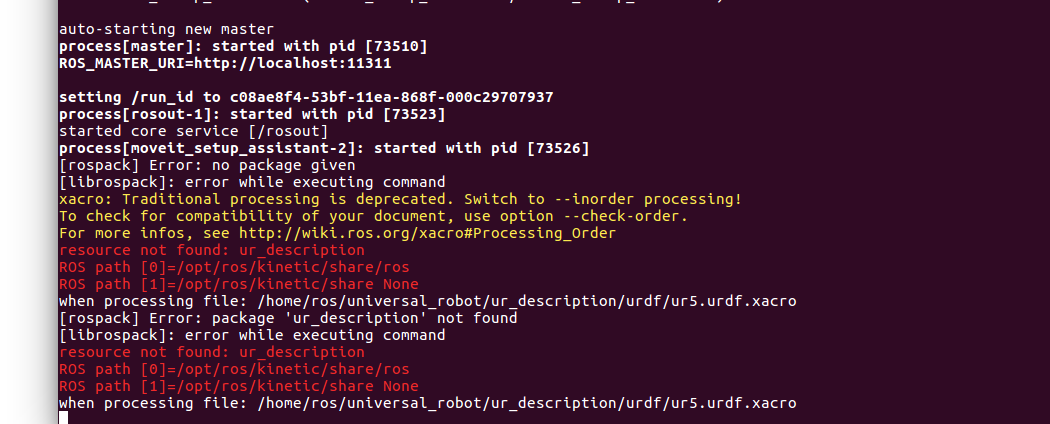 auto-starting new master
process[master]: started with pid [73510]
ROS_MASTER_URI=http://localhost:11311
setting /run_id to c08ae8f4-53bf-11ea-868f-000c29707937
process[rosout-1]: started with pid [73523]
started core service [/rosout]
process[moveit_setup_assistant-2]: started with pid [73526]
[rospack] Error: no package given
[librospack]: error while executing command
xacro: Traditional processing is deprecated. Switch to --inorder processing!
To check for compatibility of your document, use option --check-order.
For more infos, see http://wiki.ros.org/xacro#Processing_Order
resource not found: ur_description
ROS path [0]=/opt/ros/kinetic/share/ros
ROS path [1]=/opt/ros/kinetic/share None
when processing file: /home/ros/universal_robot/ur_description/urdf/ur5.urdf.xacro
[rospack] Error: package 'ur_description' not found
[librospack]: error while executing command
resource not found: ur_description
ROS path [0]=/opt/ros/kinetic/share/ros
ROS path [1]=/opt/ros/kinetic/share None
when processing file: /home/ros/universal_robot/ur_description/urdf/ur5.urdf.xacro